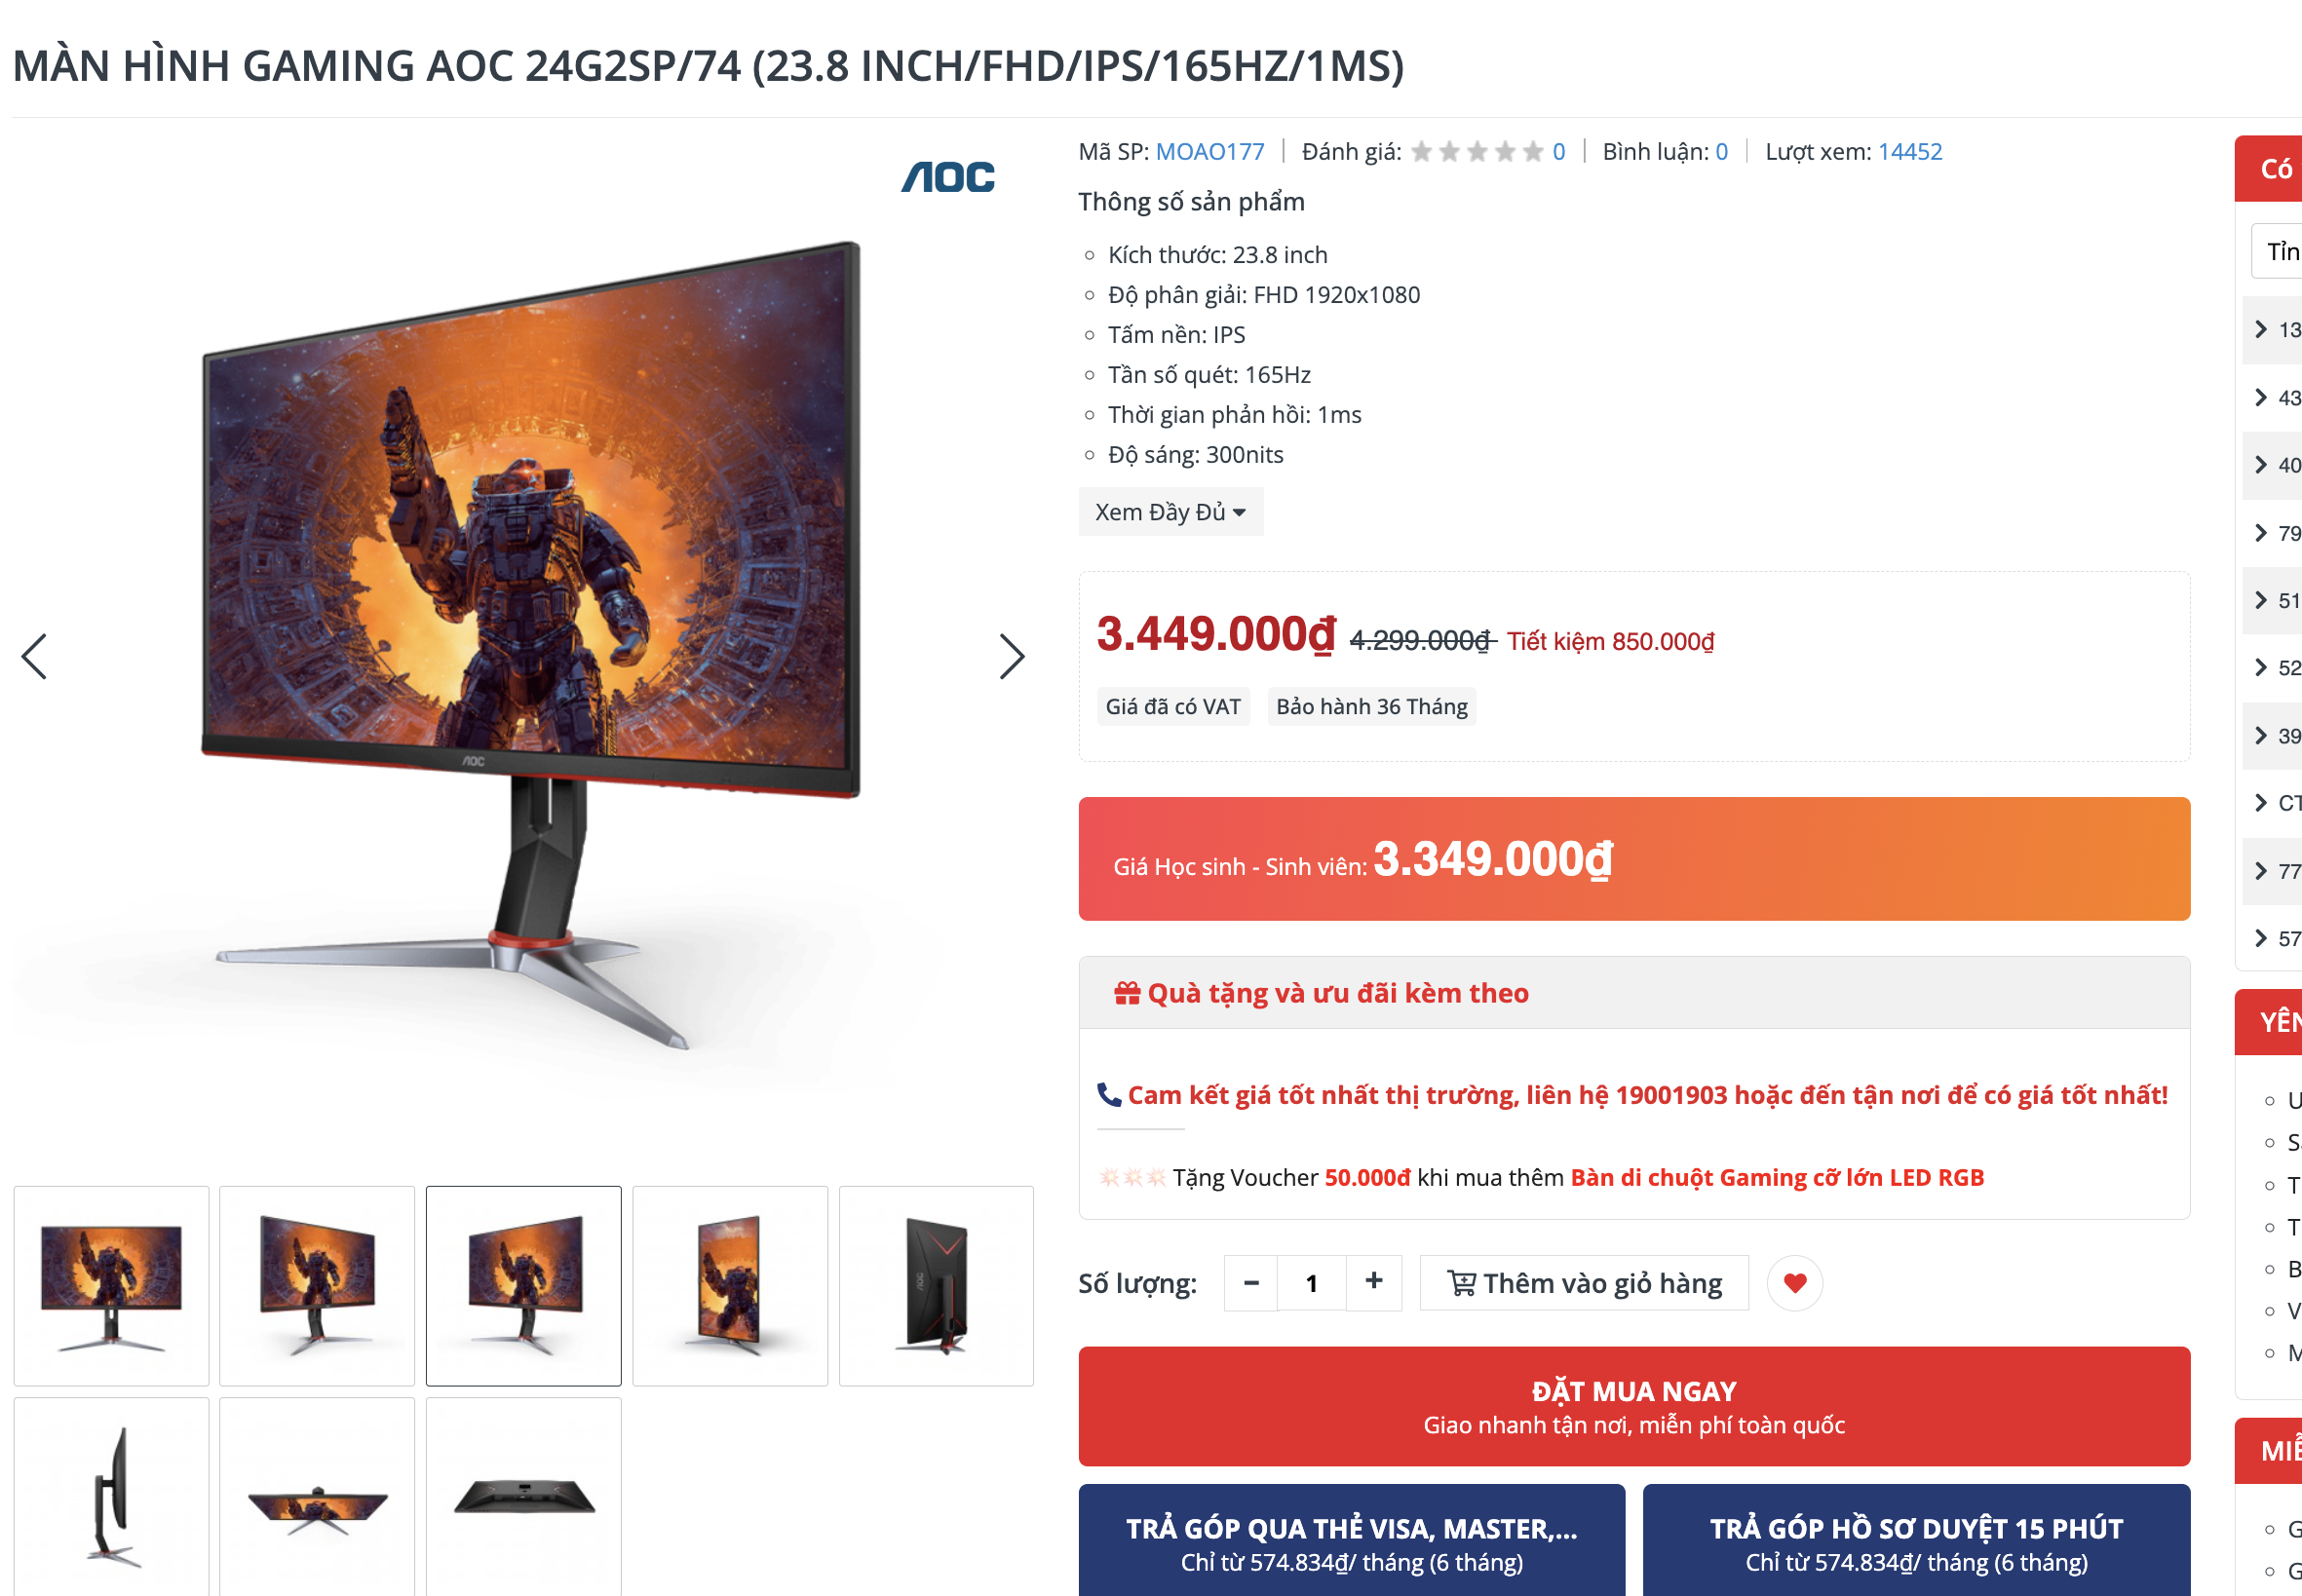 MÀN HÌNH GAMING AOC 24G2SP/74 (23.8 INCH/FHD/IPS/165HZ/1MS)
AOC
AOC
Mã SP: MOAO177 | Đánh giá: 0 | Bình luận: 0 | Lượt xem: 14452
Thông số sản phẩm
Kích thước: 23.8 inch
Độ phân giải: FHD 1920x1080
Tấm nền: IPS
Tần số quét: 165Hz
Thời gian phản hồi: 1ms
Độ sáng: 300nits
Xem Đầy Đủ
3.449.000₫ 4.299.000₫ Tiết kiệm 850.000₫
Giá đã có VAT Bảo hành 36 Tháng
Giá Học sinh - Sinh viên: 3.349.000₫
Quà tặng và ưu đãi kèm theo
Cam kết giá tốt nhất thị trường, liên hệ 19001903 hoặc đến tận nơi để có giá tốt nhất!
Tặng Voucher 50.000đ khi mua thêm Bàn di chuột Gaming cỡ lớn LED RGB
Số lượng: − 1 + Thêm vào giỏ hàng
ĐẶT MUA NGAY
Giao nhanh tận nơi, miễn phí toàn quốc
TRẢ GÓP QUA THẺ VISA, MASTER,...
Chỉ từ 574.834₫/ tháng (6 tháng)
TRẢ GÓP HỒ SƠ DUYỆT 15 PHÚT
Chỉ từ 574.834₫/ tháng (6 tháng)
Có
13
43
40
79
51
52
39
CT
77
57